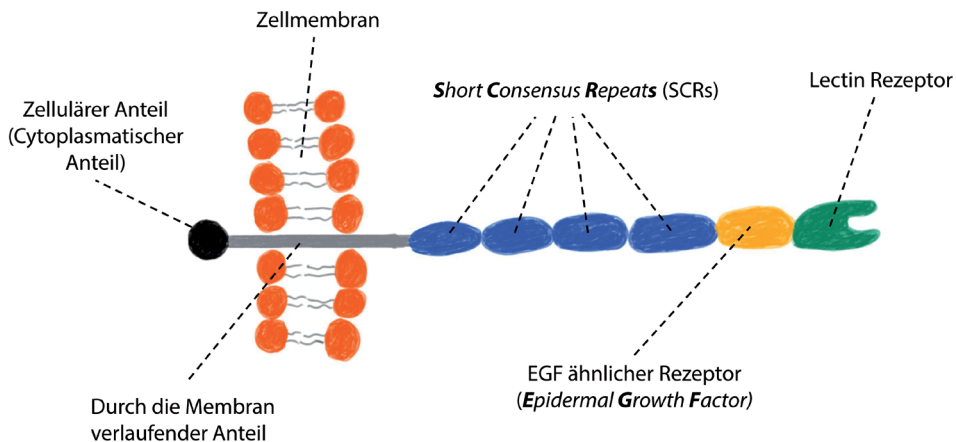 Zellmembran
Short Consensus Repeats (SCRs)
Lectin Rezeptor
Zellulärer Anteil
(Cytoplasmatischer
Anteil)
EGF ähnlicher Rezeptor
(Epidermal Growth Factor)
Durch die Membran
verlaufender Anteil